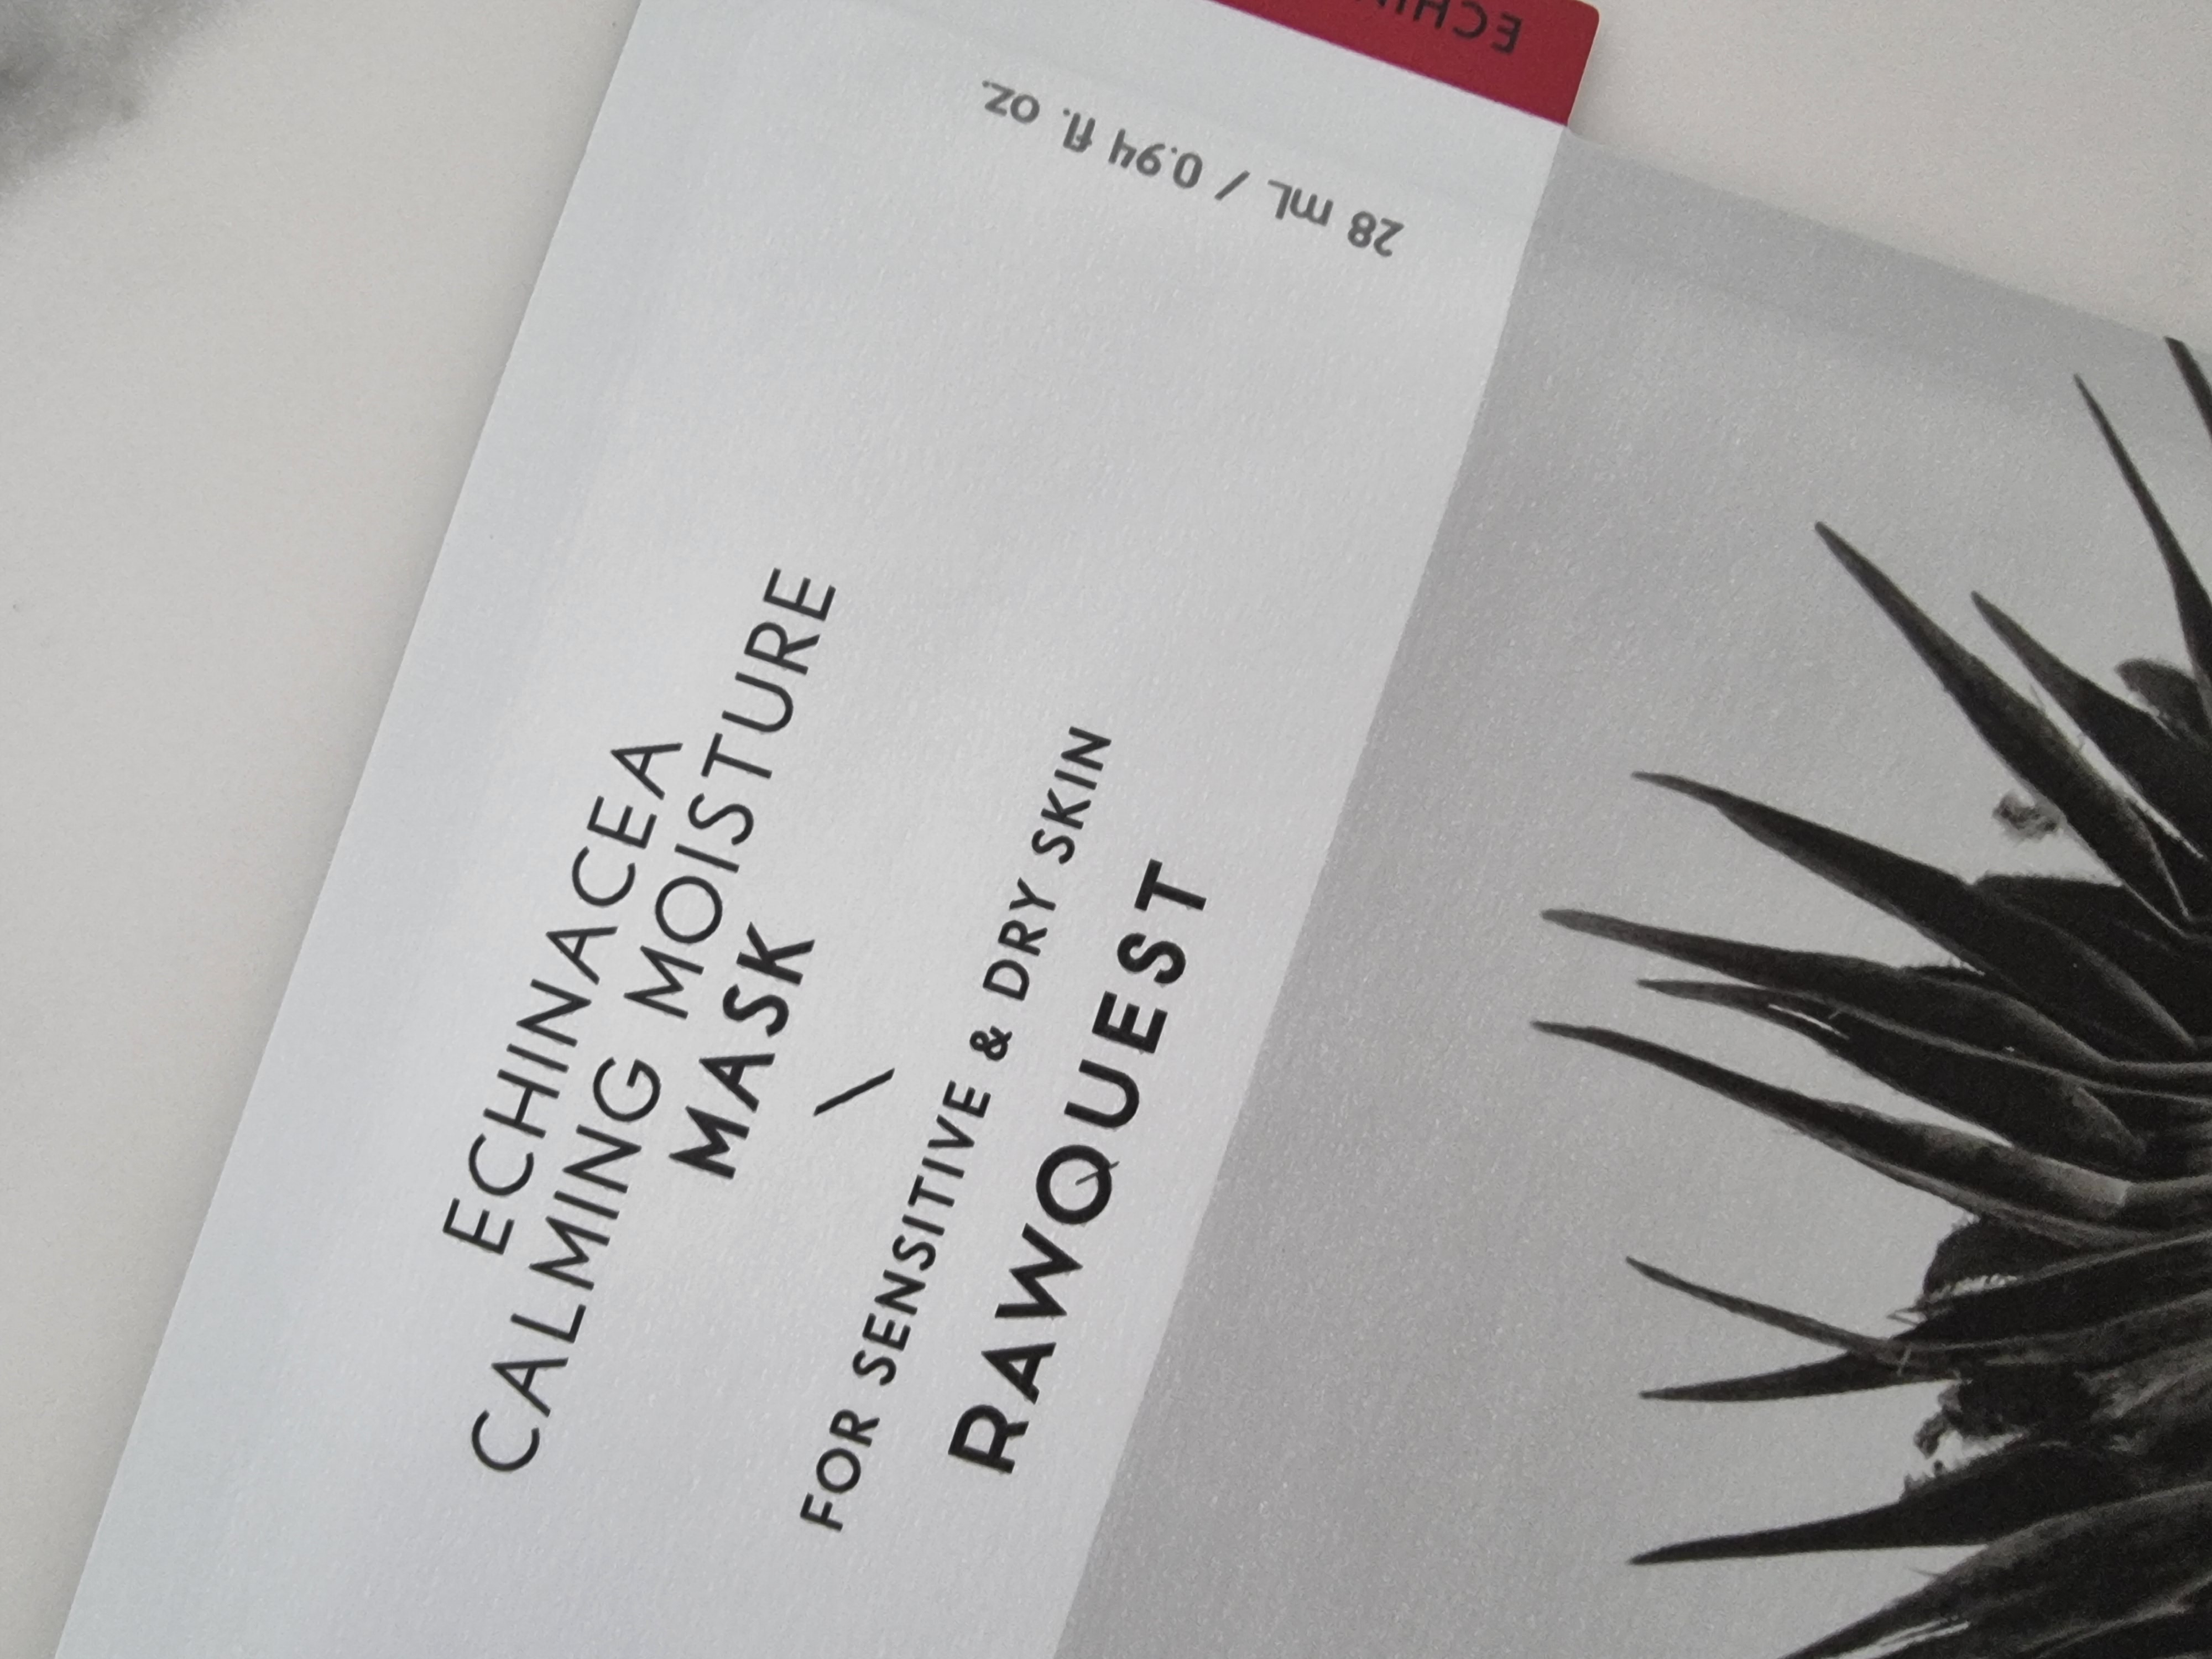 ECHINACEA
CALMING MOISTURE
MASK
/
FOR SENSITIVE & DRY SKIN
RAWQUEST
28 mL / 0.94 fl. oz.